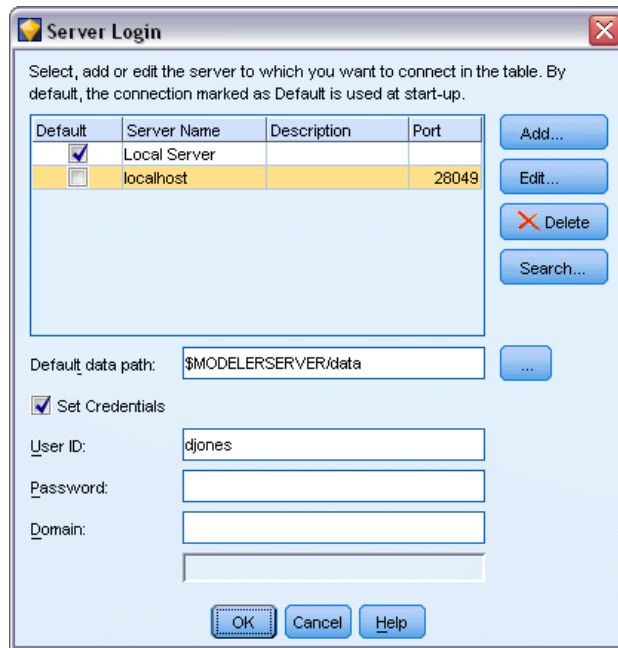 Server Login
Select, add or edit the server to which you want to connect in the table. By
default, the connection marked as Default is used at start-up.
Default Server Name Description Port
Local Server
localhost 28049
Add...
Edit...
Delete
Search...
Default data path: $MODELERSERVER/data ...
Set Credentials
User ID: djones
Password:
Domain:
OK Cancel Help